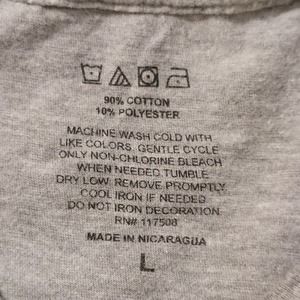 90% COTTON
10% POLYESTER
MACHINE WASH COLD WITH
LIKE COLORS. GENTLE CYCLE
ONLY NON-CHLORINE BLEACH
WHEN NEEDED. TUMBLE
DRY LOW. REMOVE PROMPTLY.
COOL IRON IF NEEDED.
DO NOT IRON DECORATION.
RN# 117508
MADE IN NICARAGUA
L